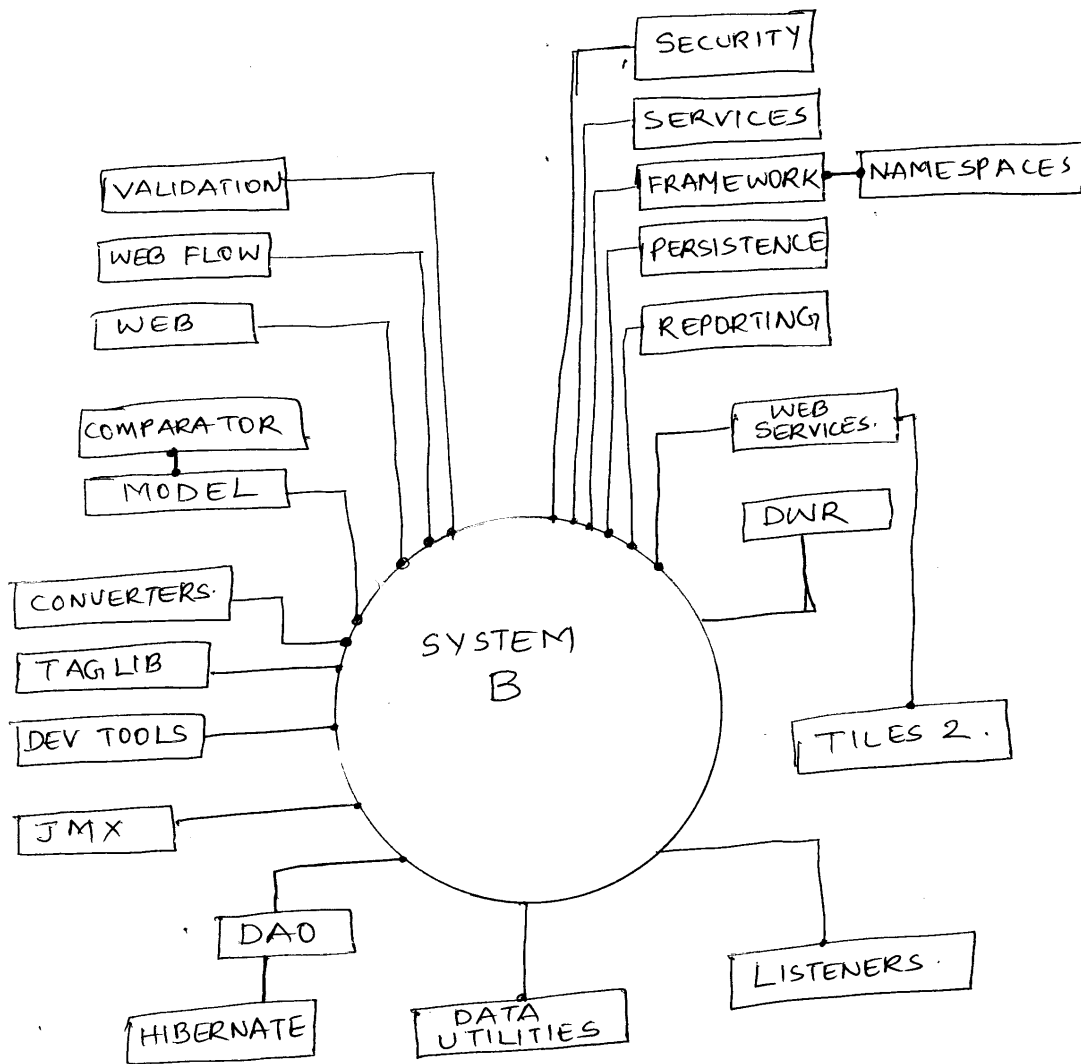 SECURITY
SERVICES
FRAMEWORK
NAMESPACES
VALIDATION
WEB FLOW
PERSISTENCE
WEB
REPORTING
COMPARATOR
WEB
SERVICES.
MODEL
DWR
CONVERTERS.
SYSTEM
B
TAGLIB
DEV TOOLS
TILES 2.
JMX
DAO
LISTENERS.
HIBERNATE
DATA
UTILITIES